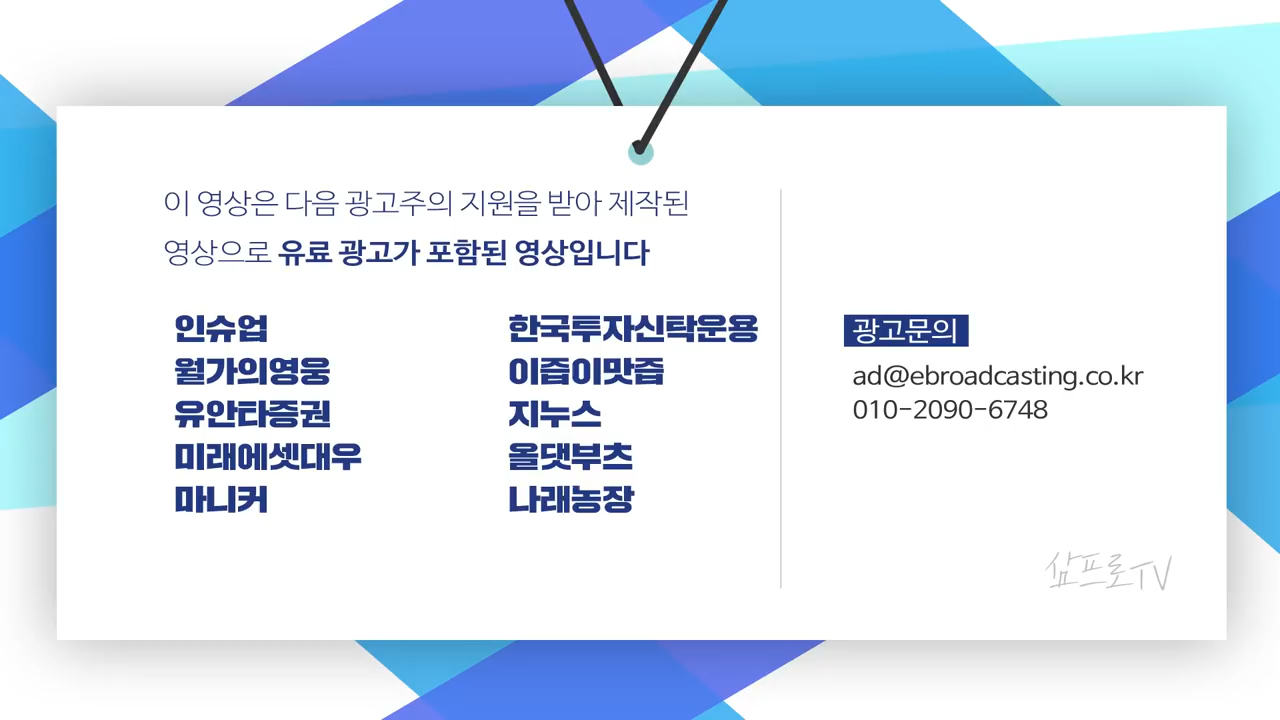 이 영상은 다음 광고주의 지원을 받아 제작된
영상으로 유료 광고가 포함된 영상입니다
인슈업
월가의영웅
유안타증권
미래에셋대우
마니커
한국투자신탁운용
이즙이맛즙
지누스
올댓부츠
나래농장
광고문의
ad@ebroadcasting.co.kr
010-2090-6748
삼프로TV